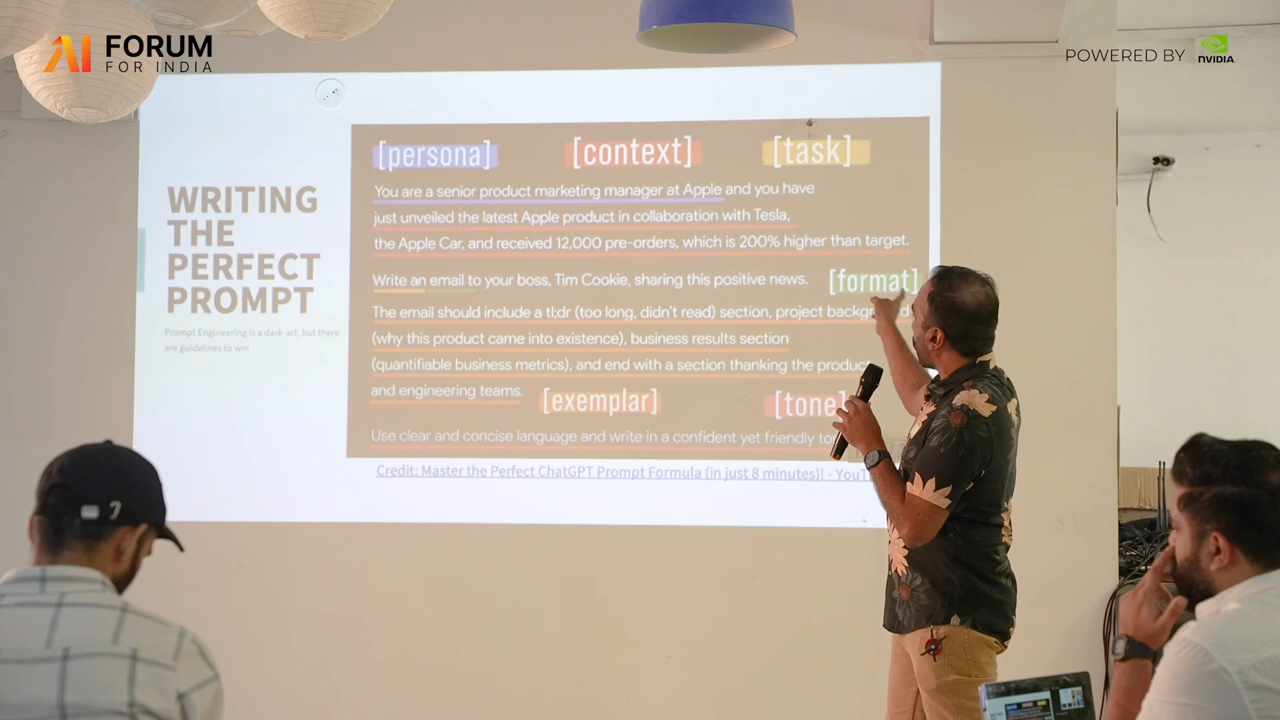 AI FORUM
FOR INDIA
POWERED BY NVIDIA
WRITING
THE
PERFECT
PROMPT
Prompt Engineering is a dark-art, but there
are guidelines to win
[persona] [context] [task]
You are a senior product marketing manager at Apple and you have
just unveiled the latest Apple product in collaboration with Tesla,
the Apple Car, and received 12,000 pre-orders, which is 200% higher than target.
Write an email to your boss, Tim Cookie, sharing this positive news. [format]
The email should include a tl;dr (too long, didn't read) section, project
(why this product came into existence), business results section
(quantifiable business metrics), and end with a section thanking the product
and engineering teams. [exemplar] [tone]
Use clear and concise language and write in a confident yet friendly
Credit: Master the Perfect ChatGPT Prompt Formula (in just 8 minutes)! -